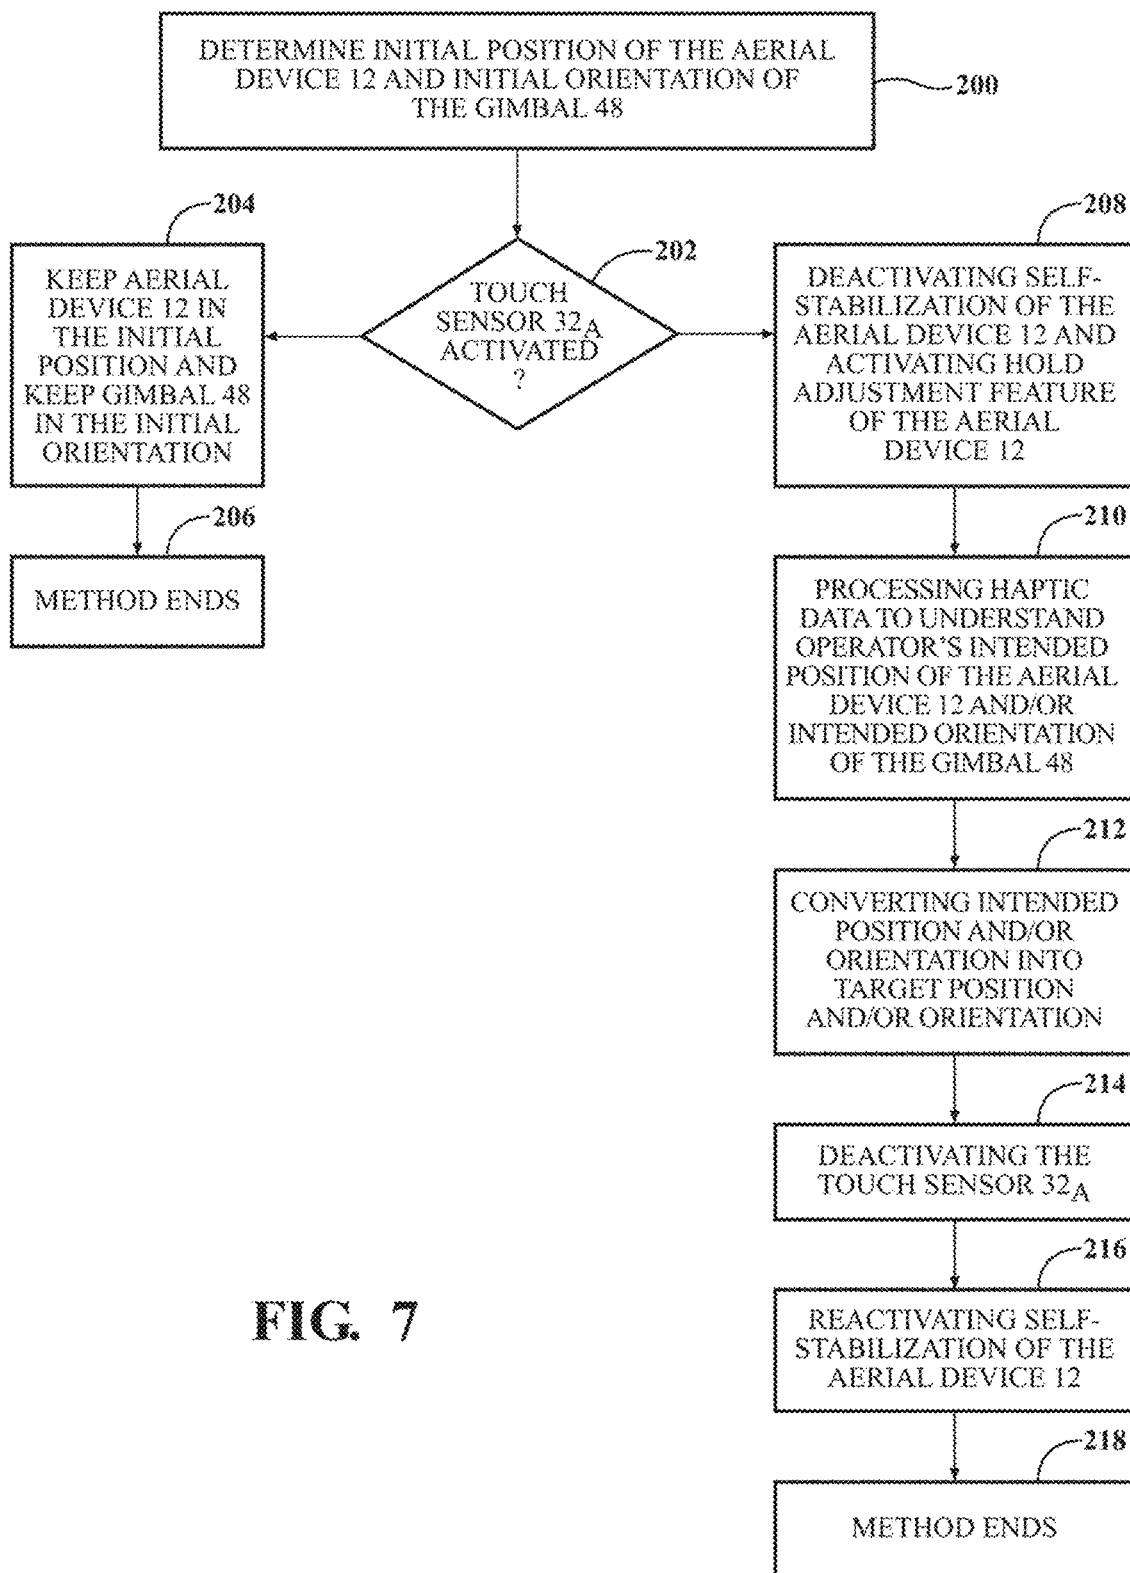 DETERMINE INITIAL POSITION OF THE AERIAL
DEVICE 12 AND INITIAL ORIENTATION OF
THE GIMBAL 48
200
204
KEEP AERIAL
DEVICE 12 IN
THE INITIAL
POSITION AND
KEEP GIMBAL 48
IN THE INITIAL
ORIENTATION
206
METHOD ENDS
202
TOUCH
SENSOR 32A
ACTIVATED
?
208
DEACTIVATING SELF-
STABILIZATION OF THE
AERIAL DEVICE 12 AND
ACTIVATING HOLD
ADJUSTMENT FEATURE
OF THE AERIAL
DEVICE 12
210
PROCESSING HAPTIC
DATA TO UNDERSTAND
OPERATOR'S INTENDED
POSITION OF THE AERIAL
DEVICE 12 AND/OR
INTENDED ORIENTATION
OF THE GIMBAL 48
212
CONVERTING INTENDED
POSITION AND/OR
ORIENTATION INTO
TARGET POSITION
AND/OR ORIENTATION
214
DEACTIVATING THE
TOUCH SENSOR 32A
216
REACTIVATING SELF-
STABILIZATION OF THE
AERIAL DEVICE 12
218
METHOD ENDS
FIG. 7